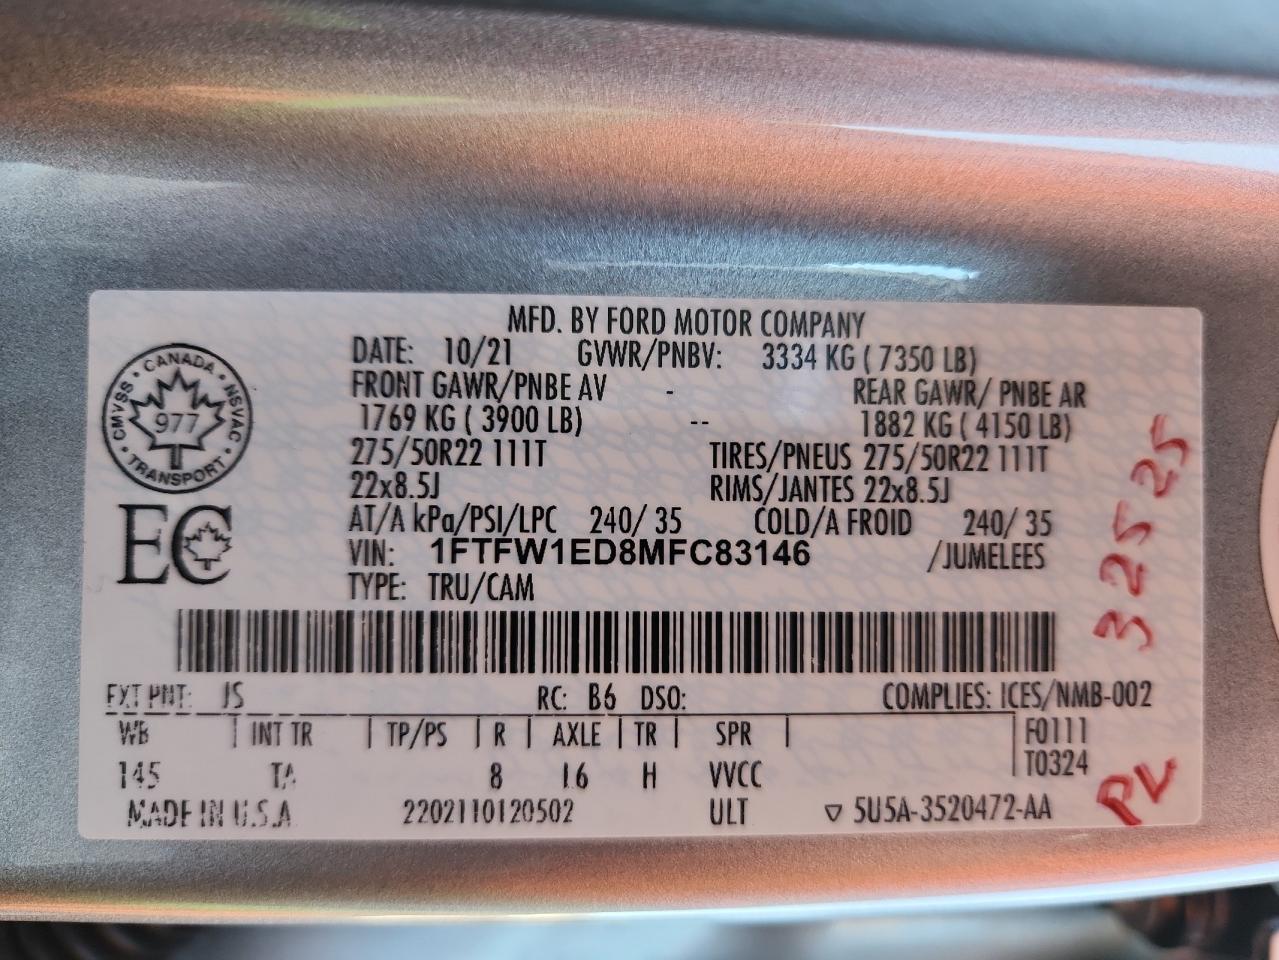 MFD. BY FORD MOTOR COMPANY
DATE: 10/21 GVWR/PNBV: 3334 KG ( 7350 LB)
FRONT GAWR/PNBE AV - REAR GAWR/ PNBE AR
1769 KG ( 3900 LB) -- 1882 KG ( 4150 LB)
275/50R22 111T TIRES/PNEUS 275/50R22 111T
22x8.5J RIMS/JANTES 22x8.5J
AT/A kPa/PSI/LPC 240/ 35 COLD/A FROID 240/ 35
VIN: 1FTFW1ED8MFC83146 /JUMELEES
TYPE: TRU/CAM
CANADA
CMVSS • NSVAC
977
TRANSPORT
EC
EXT PNT: JS RC: B6 DSO: COMPLIES: ICES/NMB-002
WB | INT TR | TP/PS | R | AXLE | TR | SPR | F0111
145 TA 8 L6 H VVCC T0324
MADE IN U.S.A 2202110120502 ULT ▽ 5U5A-3520472-AA
32525
PL